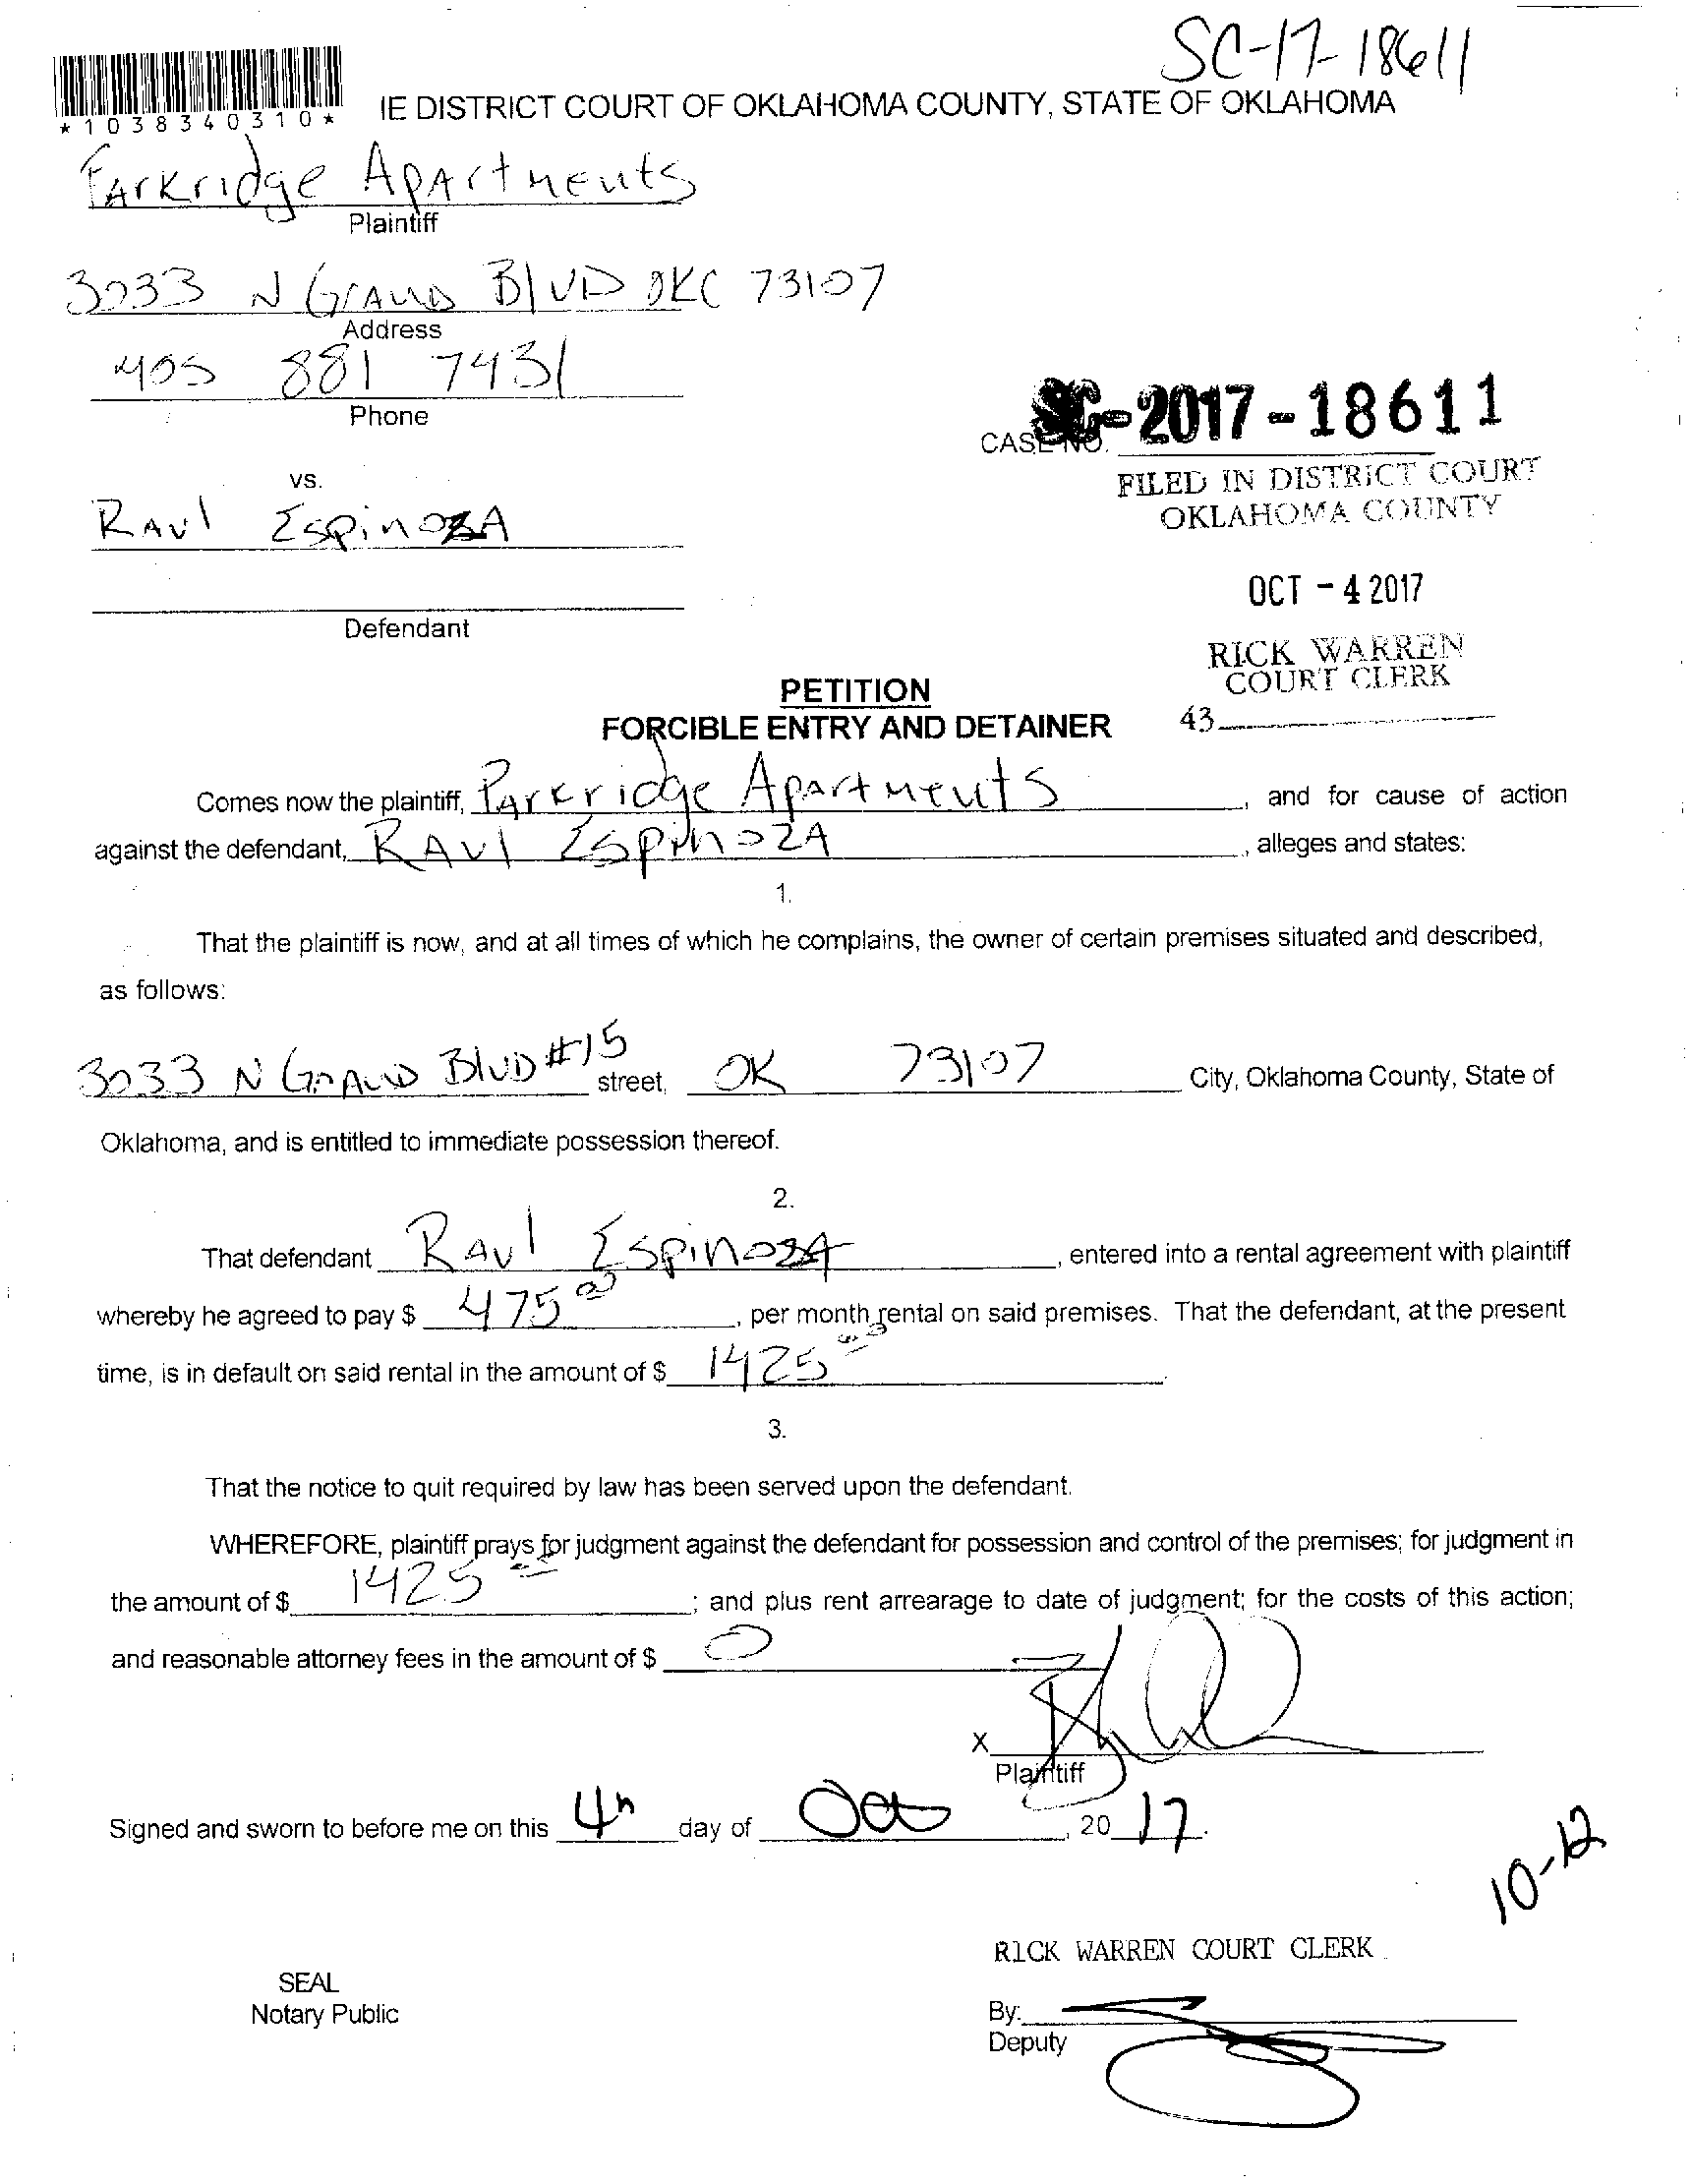 SC-17-18611
*1038340310*
IE DISTRICT COURT OF OKLAHOMA COUNTY, STATE OF OKLAHOMA
Parkridge Apartments
Plaintiff
3033 N Grand Blvd OKC 73107
Address
405 881 7431
Phone
SC-2017-18611
CASE NO.
FILED IN DISTRICT COURT
OKLAHOMA COUNTY
vs.
Raul Espinoza
OCT - 4 2017
Defendant
RICK WARREN
COURT CLERK
43
PETITION
FORCIBLE ENTRY AND DETAINER
Comes now the plaintiff, Parkridge Apartments, and for cause of action
against the defendant, Raul Espinoza, alleges and states:
1.
That the plaintiff is now, and at all times of which he complains, the owner of certain premises situated and described,
as follows:
3033 N Grand Blvd #15 street, OK 73107 City, Oklahoma County, State of
Oklahoma, and is entitled to immediate possession thereof.
2.
That defendant Raul Espinoza, entered into a rental agreement with plaintiff
whereby he agreed to pay $ 475 00, per month rental on said premises. That the defendant, at the present
time, is in default on said rental in the amount of $ 1425 00
3.
That the notice to quit required by law has been served upon the defendant.
WHEREFORE, plaintiff prays for judgment against the defendant for possession and control of the premises; for judgment in
the amount of $ 1425 00; and plus rent arrearage to date of judgment; for the costs of this action;
and reasonable attorney fees in the amount of $ 0
X
Plaintiff
Signed and sworn to before me on this 4th day of Oct, 20 17.
10-12
RICK WARREN COURT CLERK
SEAL
Notary Public
By:
Deputy